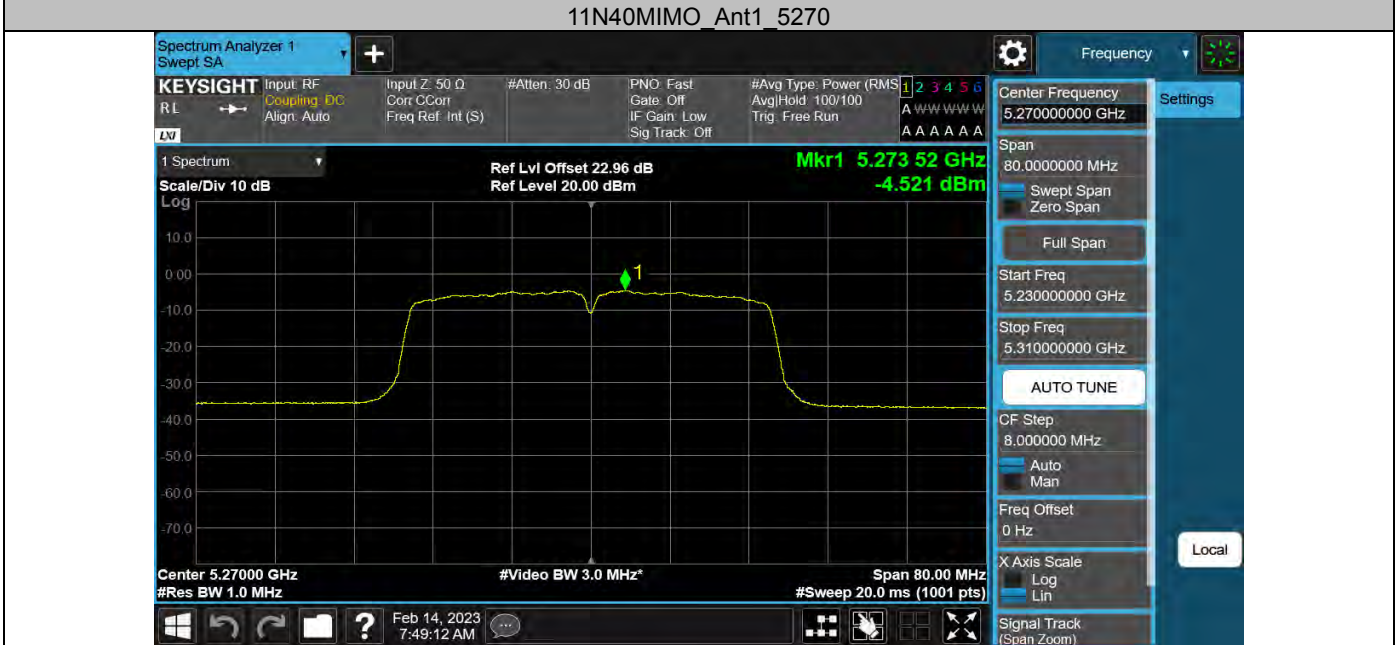 11N40MIMO_Ant1_5270
Spectrum Analyzer 1
Swept SA
Frequency
KEYSIGHT
RL
LXI
Input: RF
Coupling: DC
Align: Auto
Input Z: 50 Ω
Corr CCorr
Freq Ref: Int (S)
#Atten: 30 dB
PNO: Fast
Gate: Off
IF Gain: Low
Sig Track: Off
#Avg Type: Power (RMS
Avg|Hold: 100/100
Trig: Free Run
1 2 3 4 5 6
A W W W W W
A A A A A A
1 Spectrum
Scale/Div 10 dB
Log
Ref Lvl Offset 22.96 dB
Ref Level 20.00 dBm
Mkr1 5.273 52 GHz
-4.521 dBm
1
10.0
0.00
-10.0
-20.0
-30.0
-40.0
-50.0
-60.0
-70.0
Center 5.27000 GHz
#Res BW 1.0 MHz
#Video BW 3.0 MHz*
Span 80.00 MHz
#Sweep 20.0 ms (1001 pts)
Feb 14, 2023
7:49:12 AM
Center Frequency
5.270000000 GHz
Settings
Span
80.0000000 MHz
Swept Span
Zero Span
Full Span
Start Freq
5.230000000 GHz
Stop Freq
5.310000000 GHz
AUTO TUNE
CF Step
8.000000 MHz
Auto
Man
Freq Offset
0 Hz
X Axis Scale
Log
Lin
Local
Signal Track
(Span Zoom)